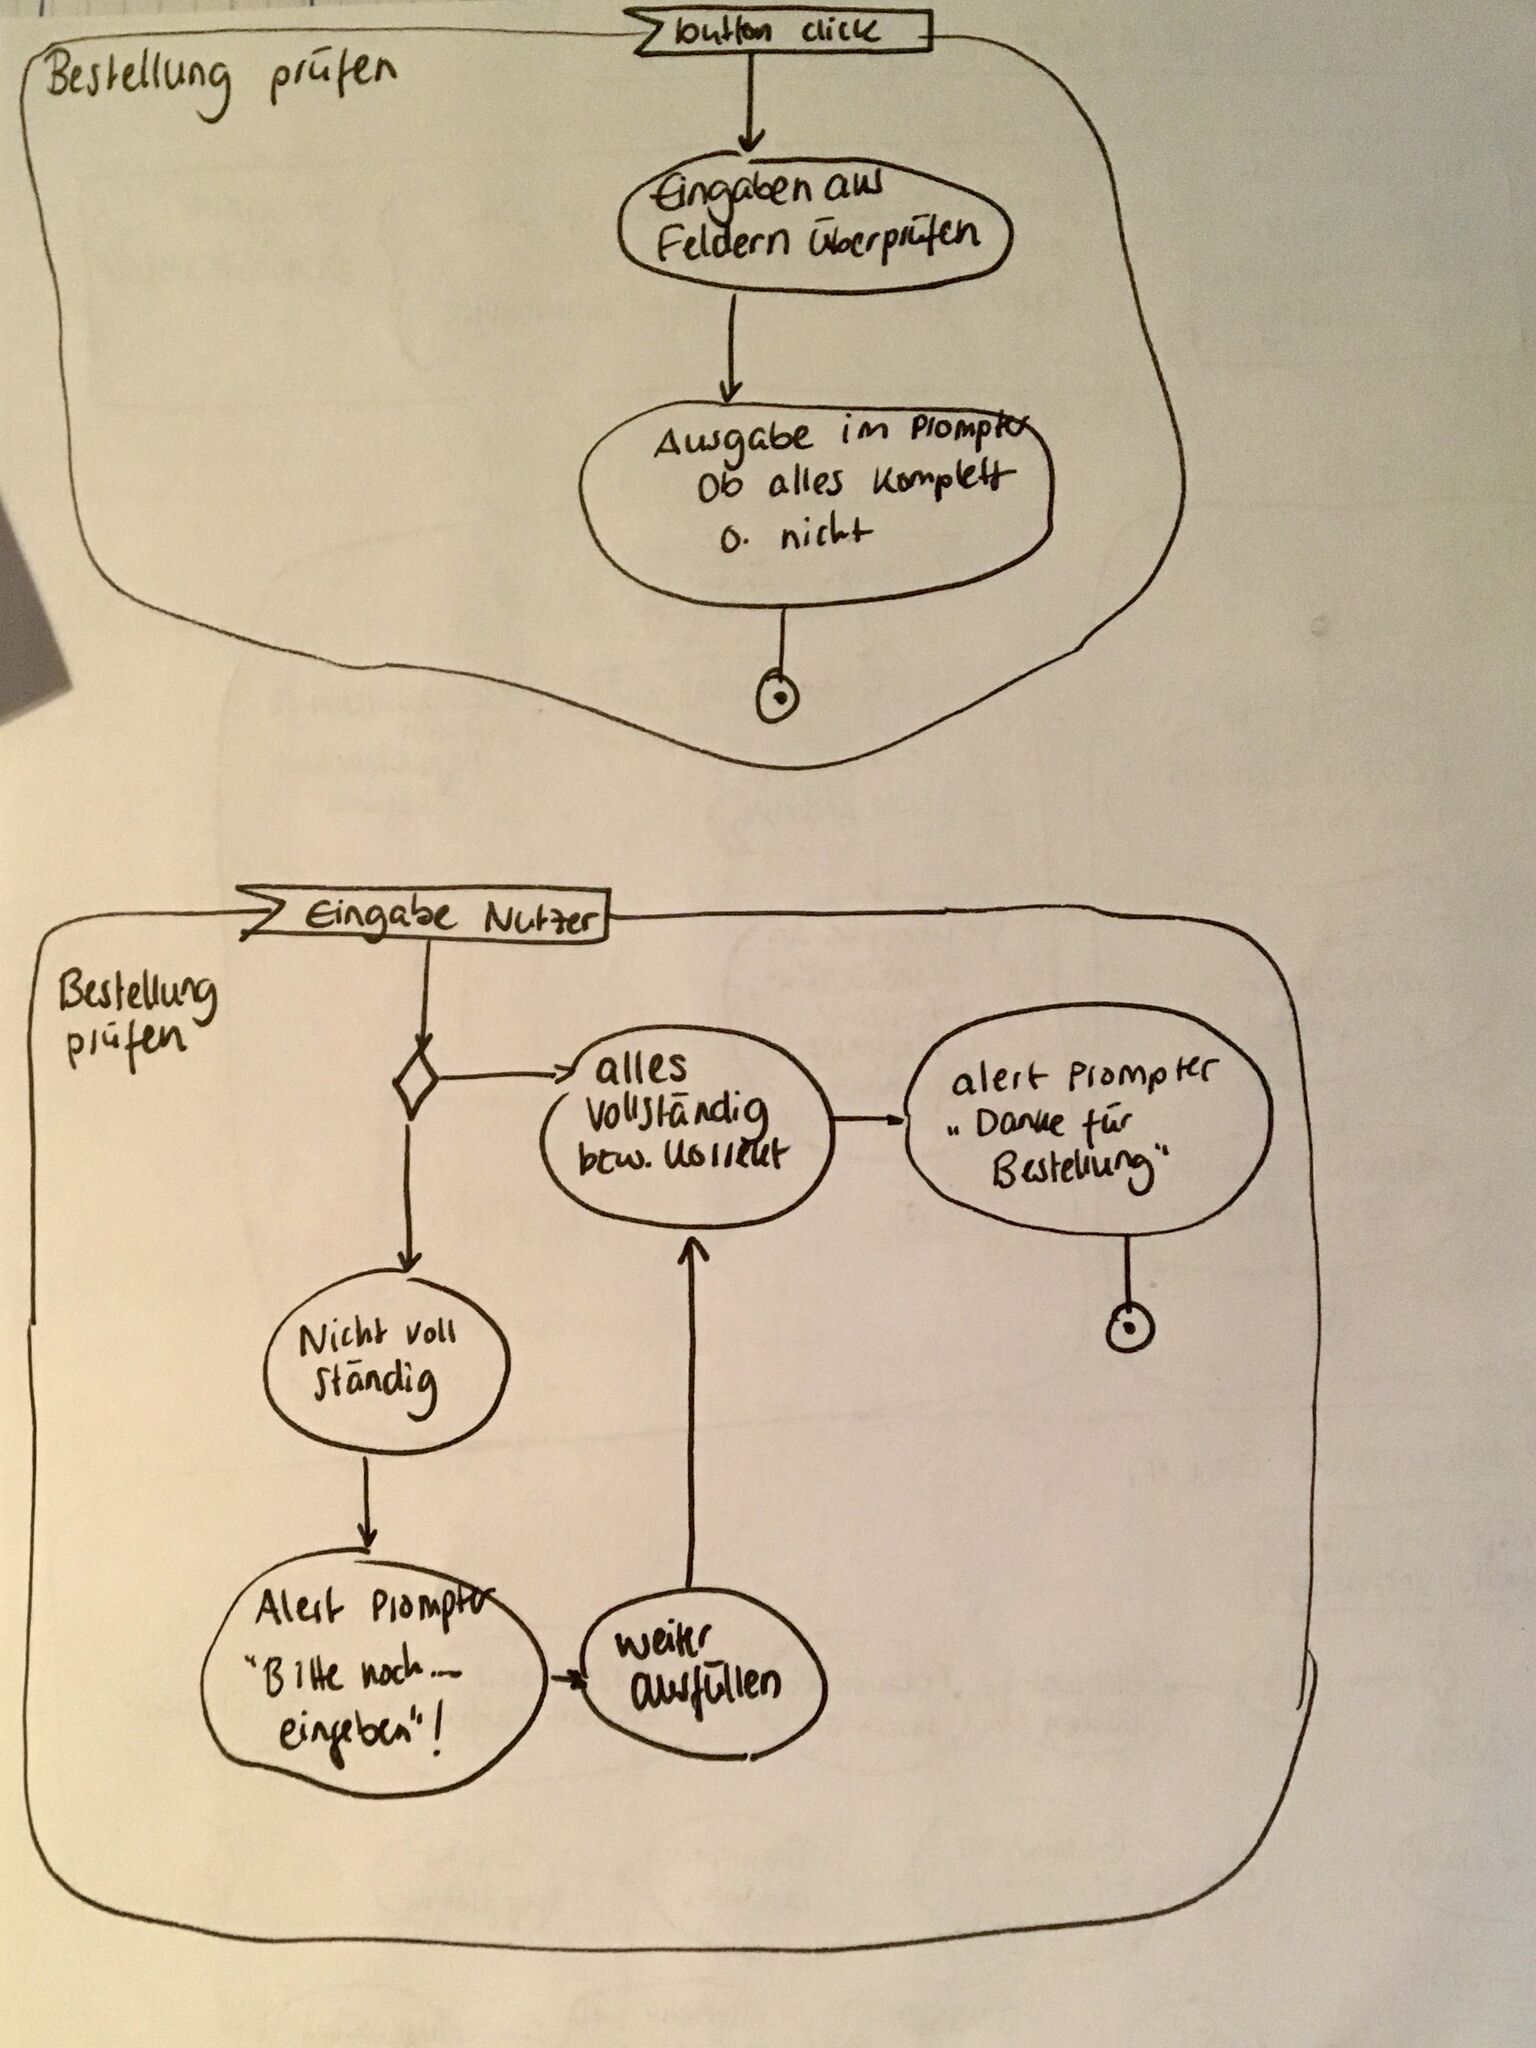 button click
Bestellung prüfen
Eingaben aus
Feldern überprüfen
Ausgabe im Prompter
Ob alles komplett
o. nicht
Eingabe Nutzer
Bestellung
prüfen
alles
vollständig
bzw. korrekt
alert Prompter
„Danke für
Bestellung“
Nicht voll
ständig
Alert Prompter
"Bitte noch...
eingeben"!
weiter
ausfüllen